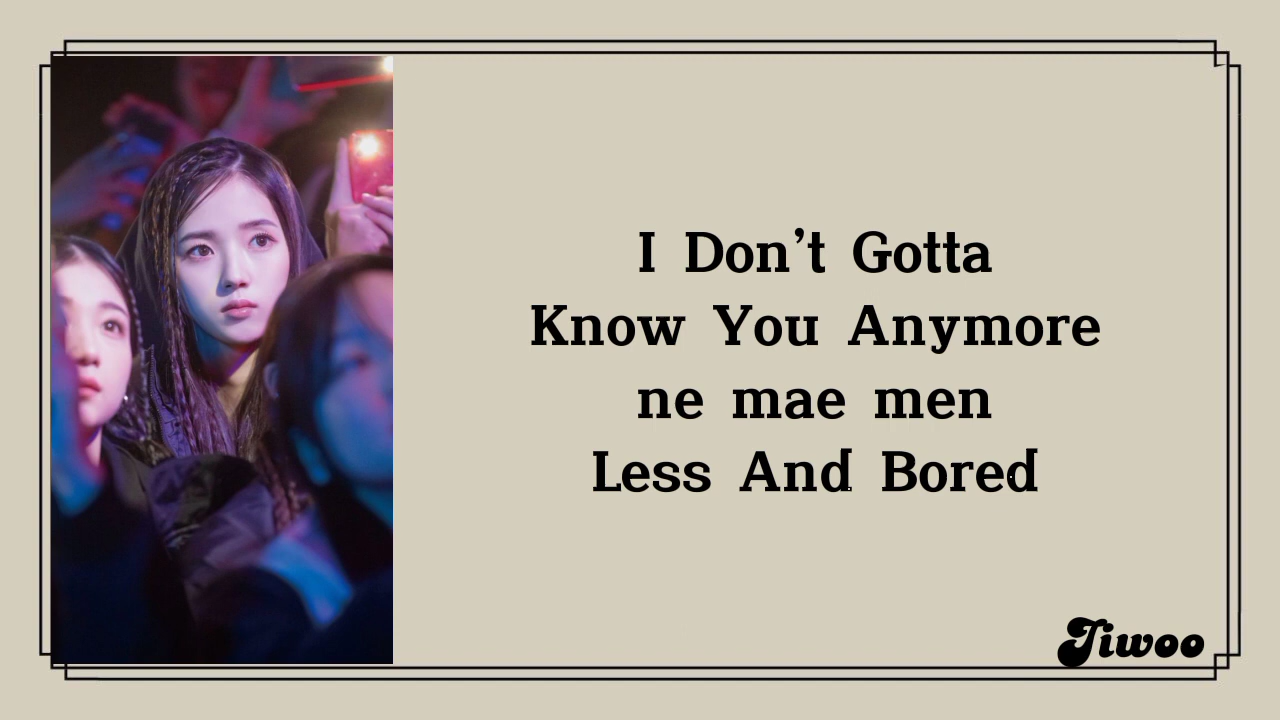 I Don’t Gotta
Know You Anymore
ne mae men
Less And Bored
Jiwoo